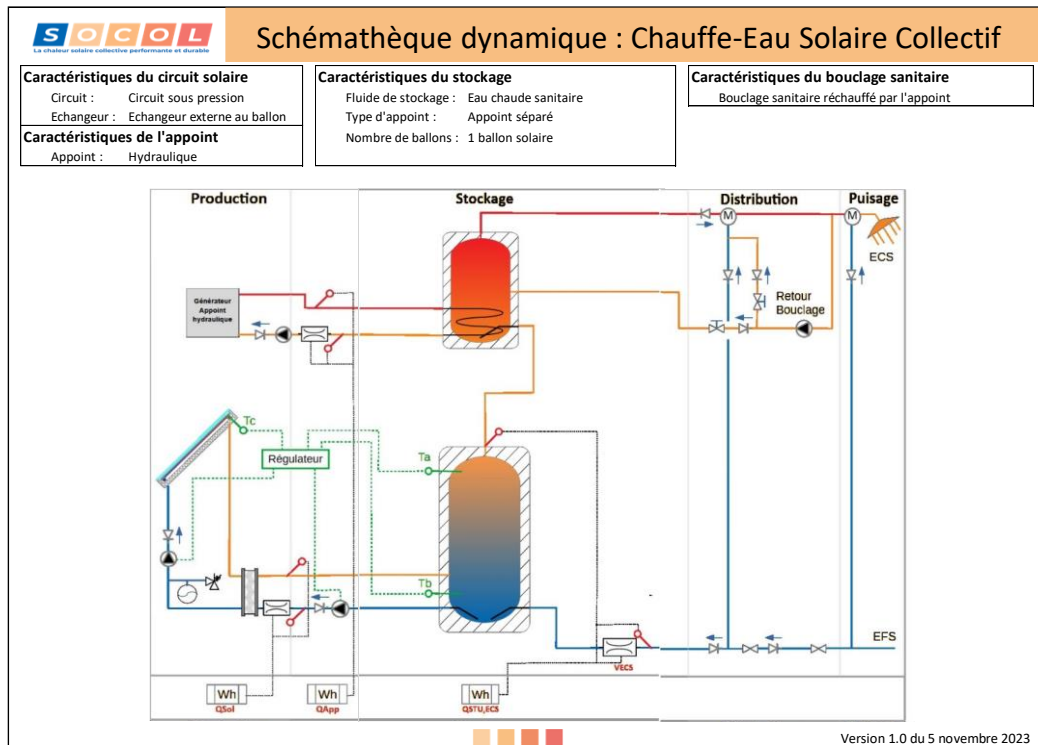 SOCOL
La chaleur solaire collective performante et durable
Schémathèque dynamique : Chauffe-Eau Solaire Collectif
Caractéristiques du circuit solaire
Circuit : Circuit sous pression
Echangeur : Echangeur externe au ballon
Caractéristiques de l'appoint
Appoint : Hydraulique
Caractéristiques du stockage
Fluide de stockage : Eau chaude sanitaire
Type d'appoint : Appoint séparé
Nombre de ballons : 1 ballon solaire
Caractéristiques du bouclage sanitaire
Bouclage sanitaire réchauffé par l'appoint
Production
Stockage
Distribution
Puisage
M
M
ECS
Générateur
Appoint
hydraulique
Retour
Bouclage
Tc
Régulateur
Ta
Tb
EFS
VECS
Wh
QSol
Wh
QApp
Wh
QSTU,ECS
Version 1.0 du 5 novembre 2023